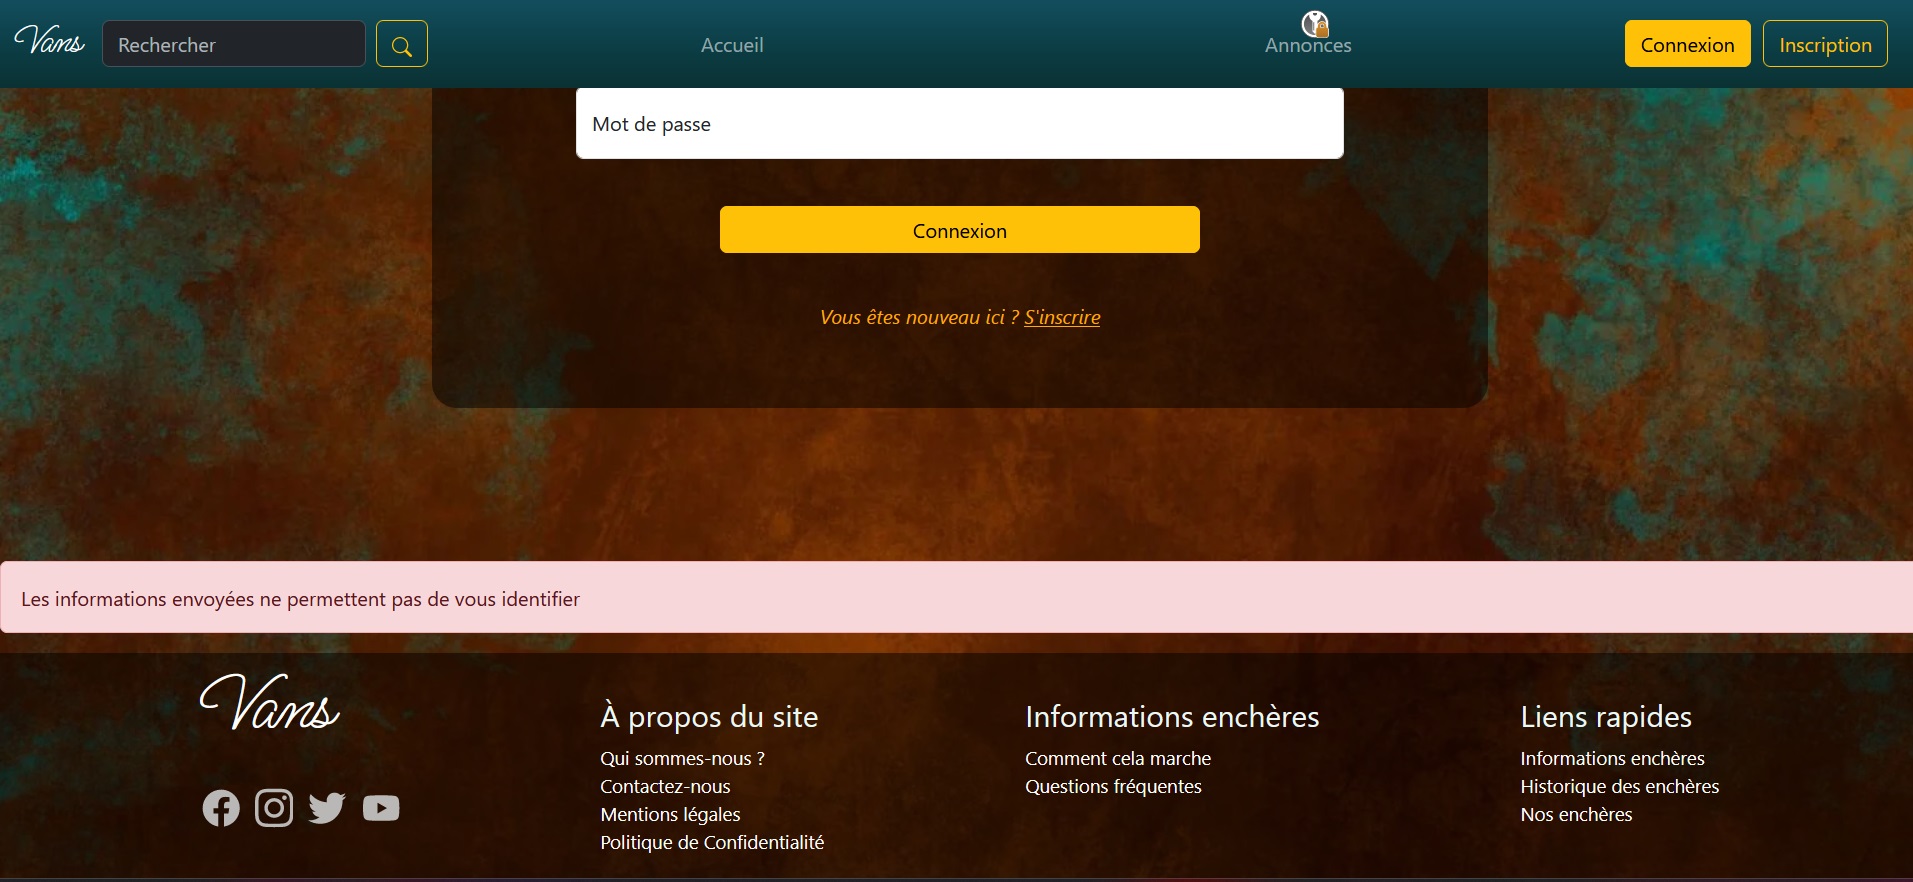 Vans
Rechercher
Accueil
Annonces
Connexion
Inscription
Mot de passe
Connexion
Vous êtes nouveau ici ? S'inscrire
Les informations envoyées ne permettent pas de vous identifier
Vans
À propos du site
Qui sommes-nous ?
Contactez-nous
Mentions légales
Politique de Confidentialité
Informations enchères
Comment cela marche
Questions fréquentes
Liens rapides
Informations enchères
Historique des enchères
Nos enchères